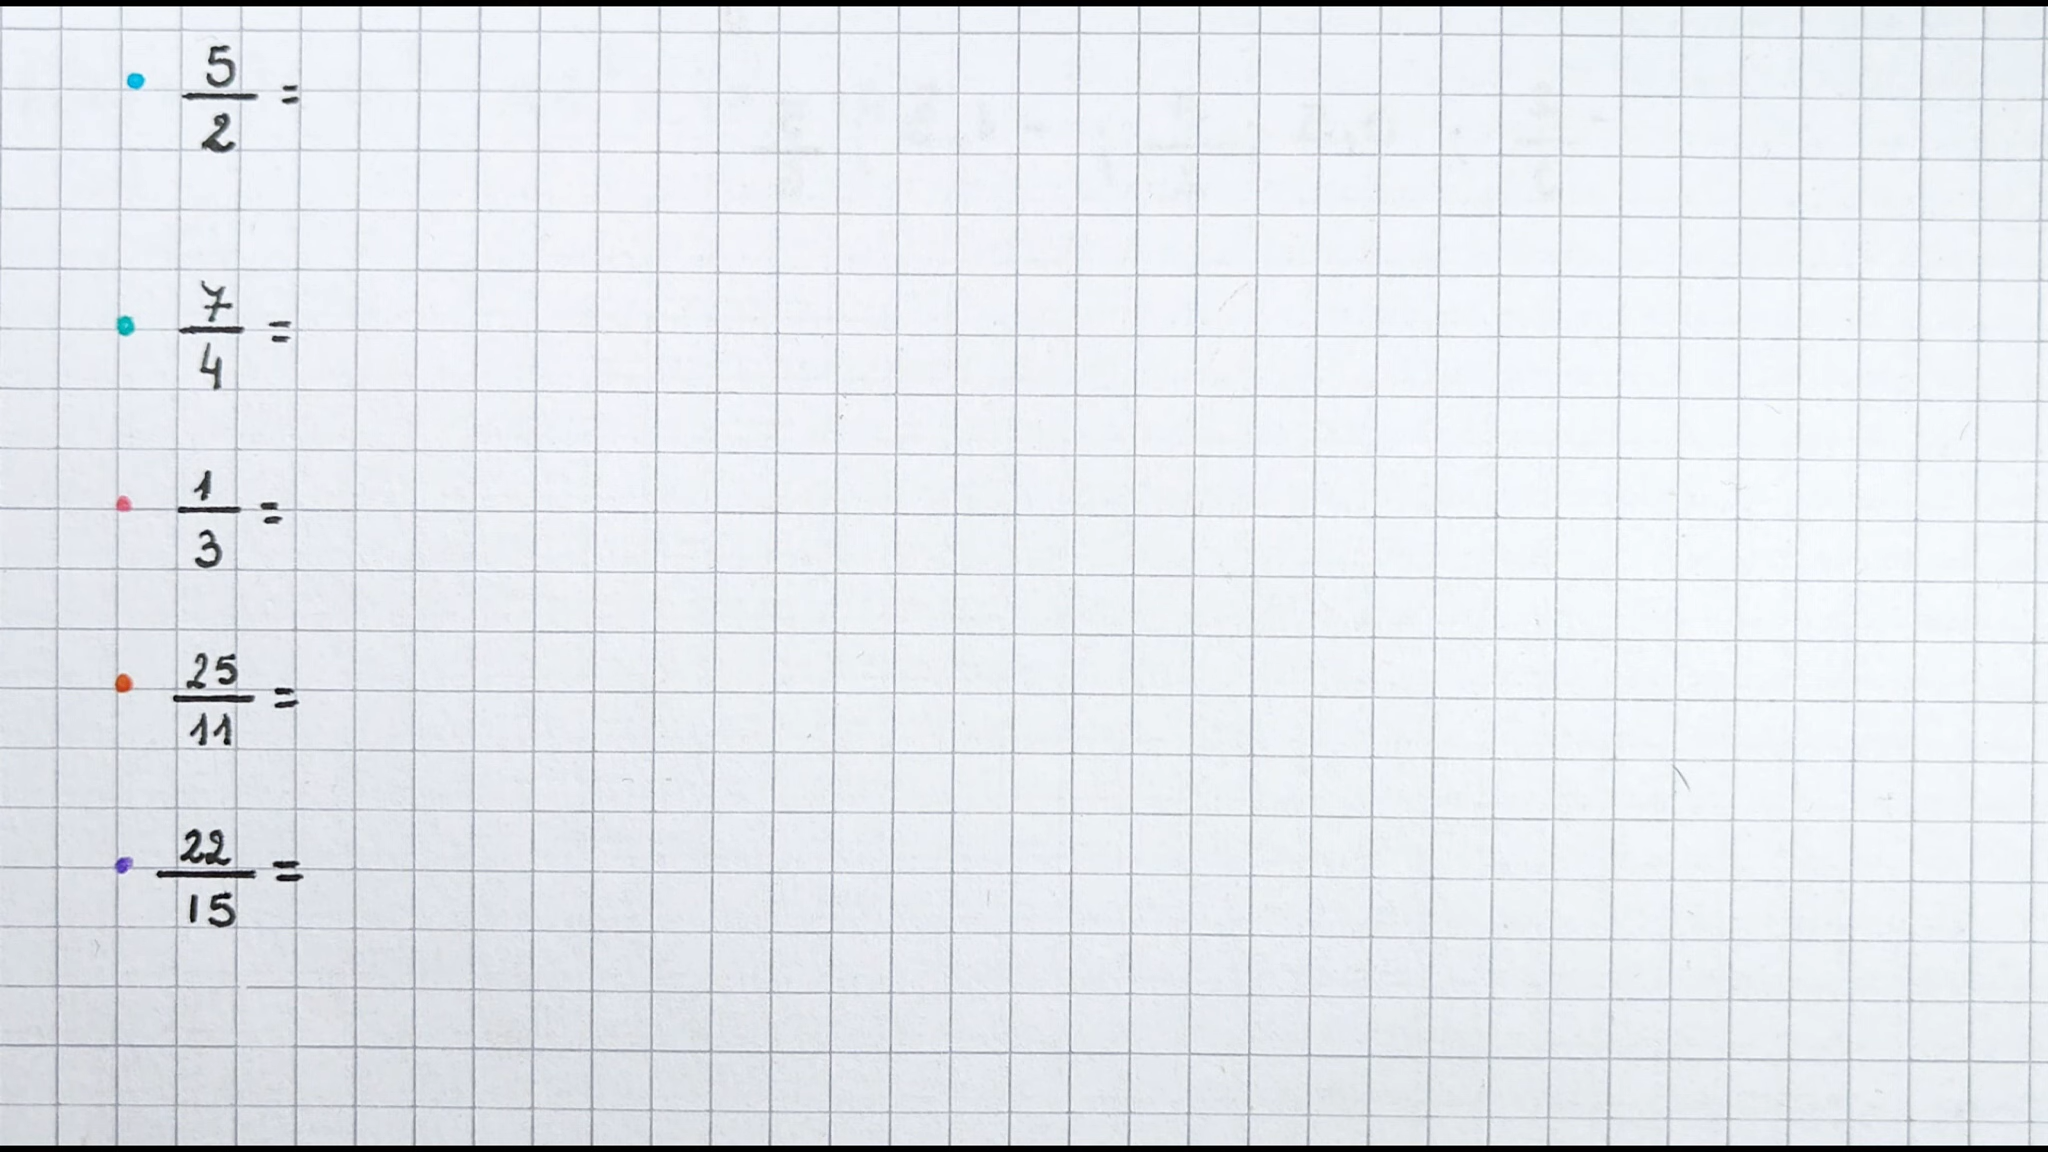 • 5/2 =
• 7/4 =
• 1/3 =
• 25/11 =
• 22/15 =